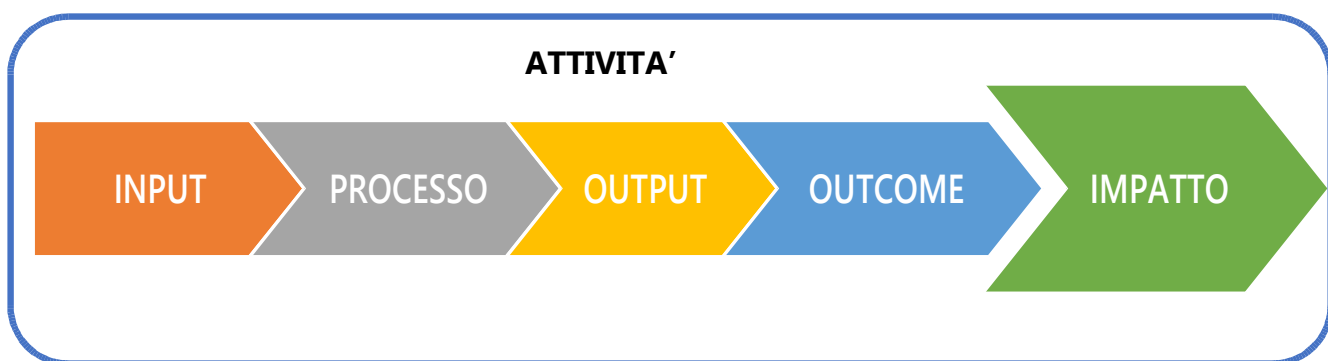 ATTIVITA’
INPUT
PROCESSO
OUTPUT
OUTCOME
IMPATTO